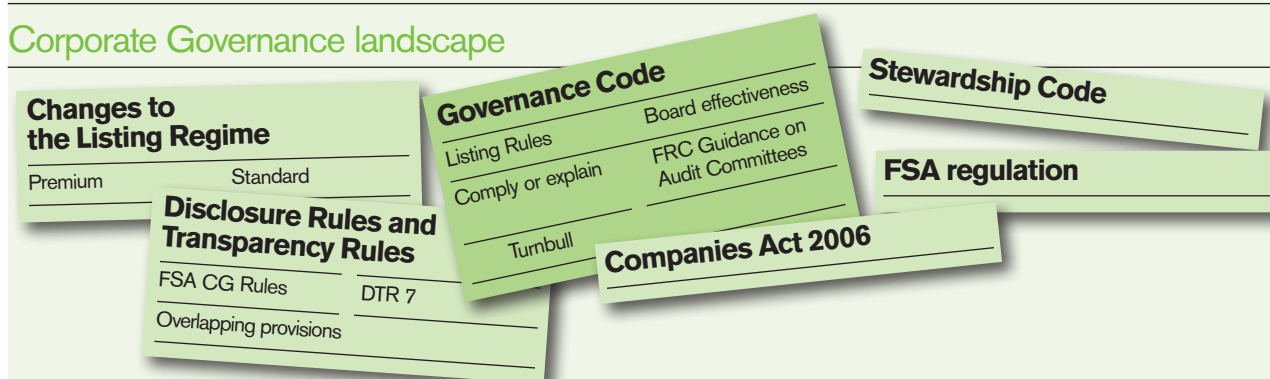 Corporate Governance landscape
Changes to
the Listing Regime
Premium Standard
Disclosure Rules and
Transparency Rules
FSA CG Rules DTR 7
Overlapping provisions
Governance Code
Listing Rules Board effectiveness
Comply or explain FRC Guidance on
Audit Committees
Turnbull
Companies Act 2006
Stewardship Code
FSA regulation